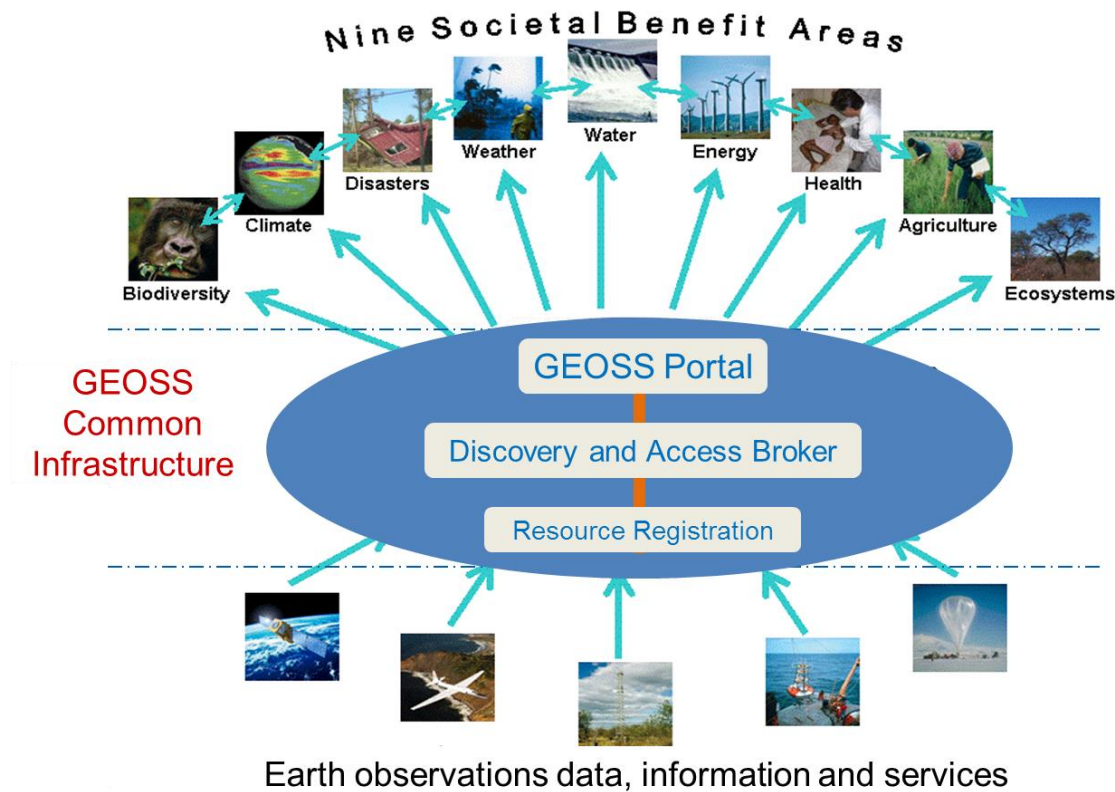 Nine Societal Benefit Areas
Water
Weather
Energy
Disasters
Health
Climate
Agriculture
Biodiversity
Ecosystems
GEOSS Portal
GEOSS
Common
Infrastructure
Discovery and Access Broker
Resource Registration
Earth observations data, information and services